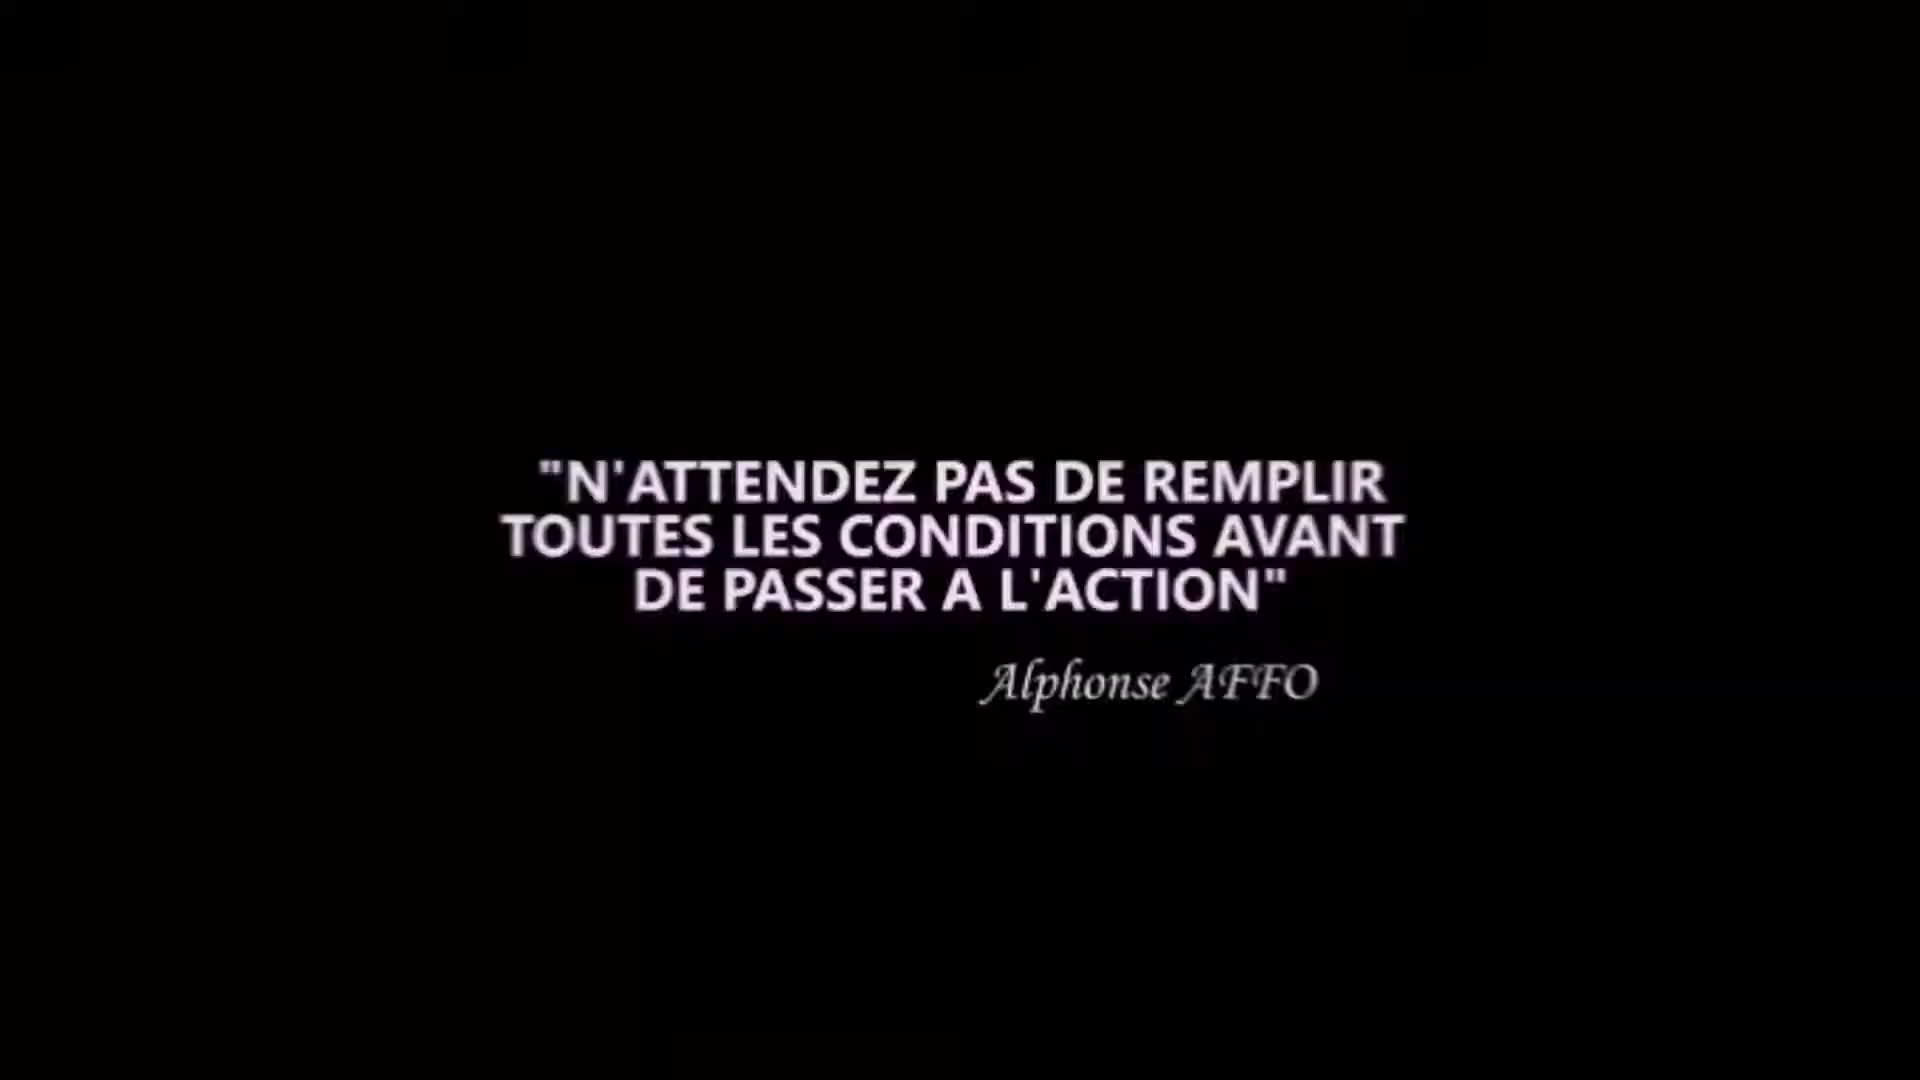 "N'ATTENDEZ PAS DE REMPLIR
TOUTES LES CONDITIONS AVANT
DE PASSER A L'ACTION"
Alphonse AFFO